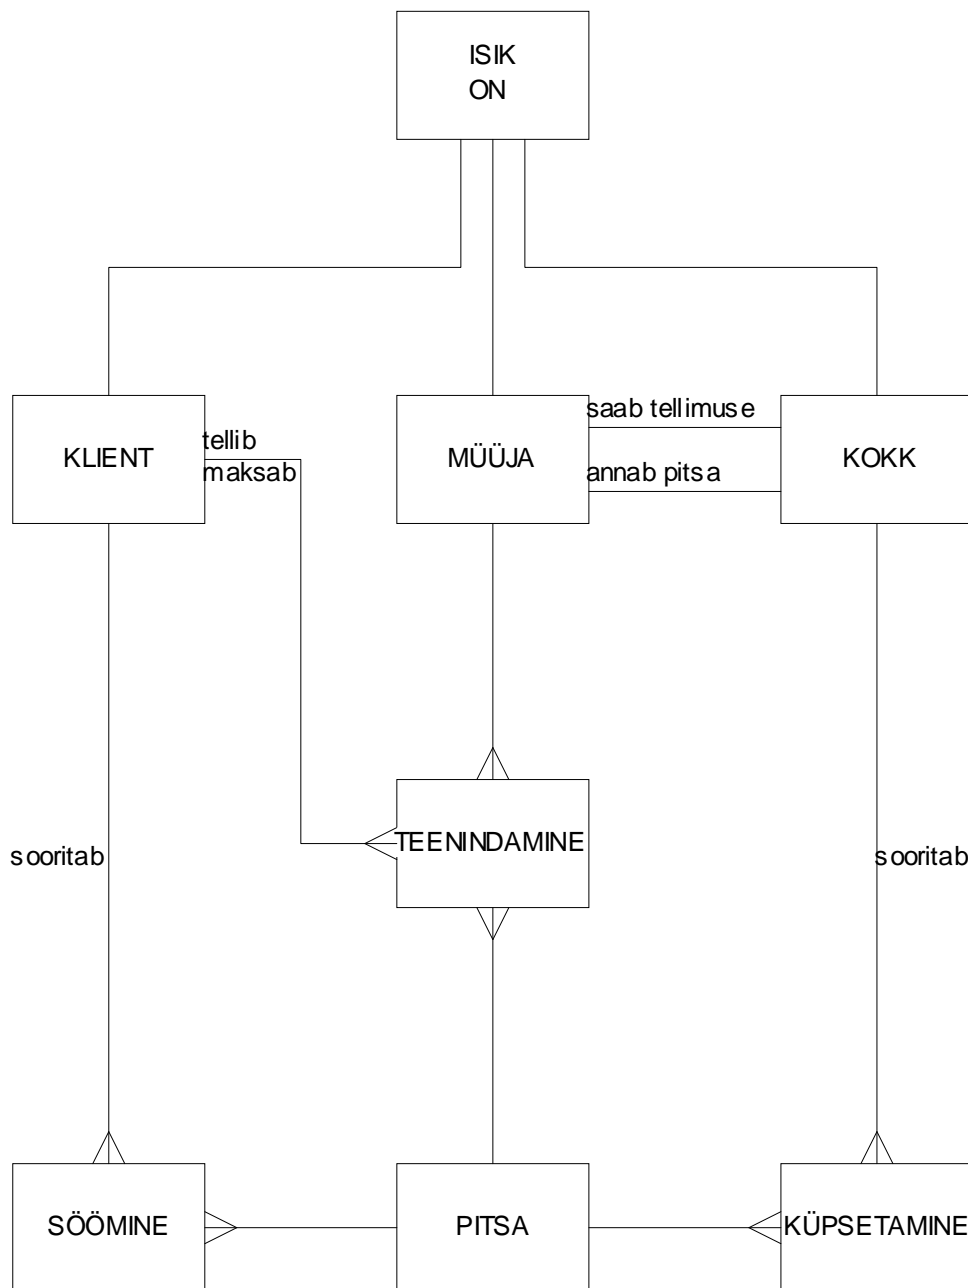 ISIK
ON
KLIENT
tellib
maksab
MÜÜJA
saab tellimuse
annab pitsa
KOKK
TEENINDAMINE
sooritab
sooritab
SÖÖMINE
PITSA
KÜPSETAMINE